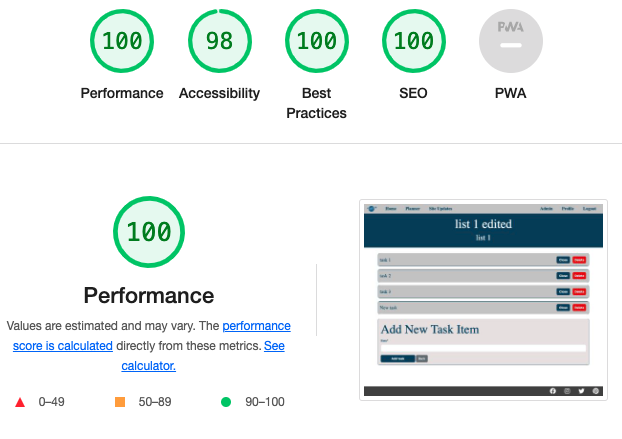 100
98
100
100
PWA
Performance
Accessibility
Best
Practices
SEO
PWA
100
Performance
Values are estimated and may vary. The performance
score is calculated directly from these metrics. See
calculator.
0–49
50–89
90–100
Home
Planner
Site Updates
Admin
Profile
Logout
list 1 edited
list 1
task 1
task 2
task 3
New task
Add New Task Item